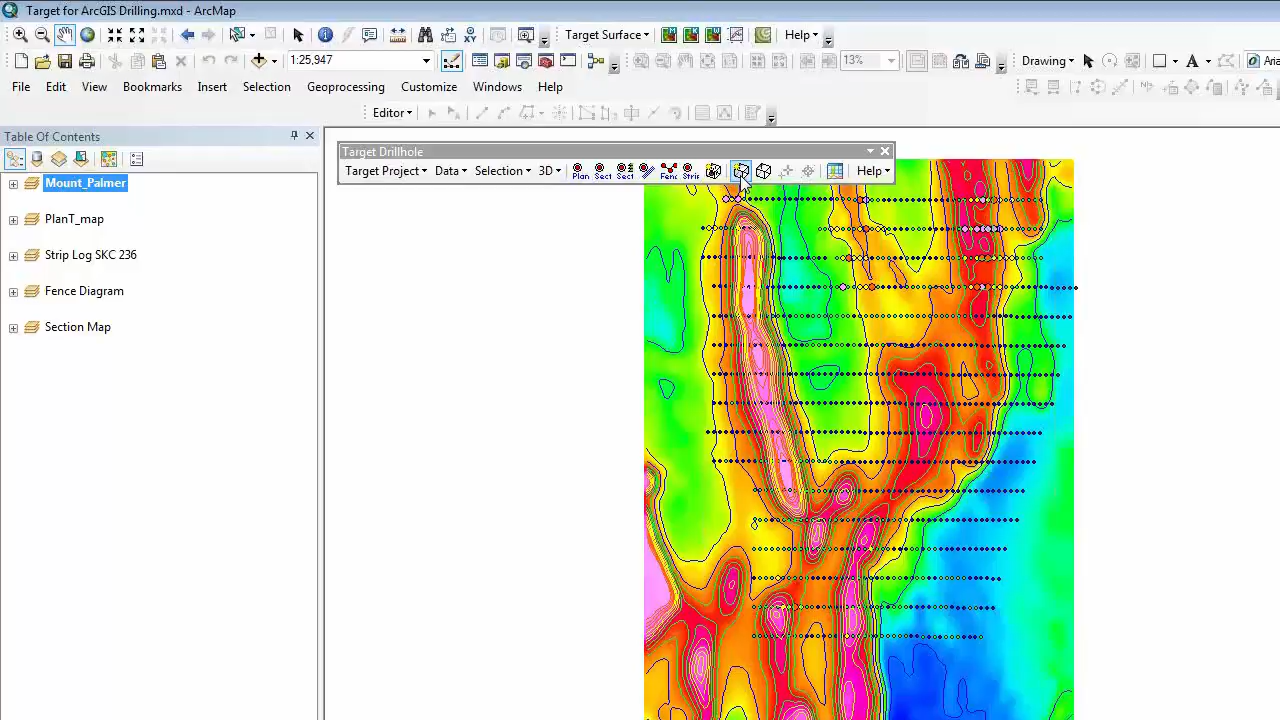 Target for ArcGIS Drilling.mxd - ArcMap
Target Surface Help
1:25,947 13% Drawing A Aria
File Edit View Bookmarks Insert Selection Geoprocessing Customize Windows Help
Editor
Table Of Contents
Target Drillhole
Target Project Data Selection 3D Plan Sect Sect Fenc Strip Help
Mount_Palmer
PlanT_map
Strip Log SKC 236
Fence Diagram
Section Map